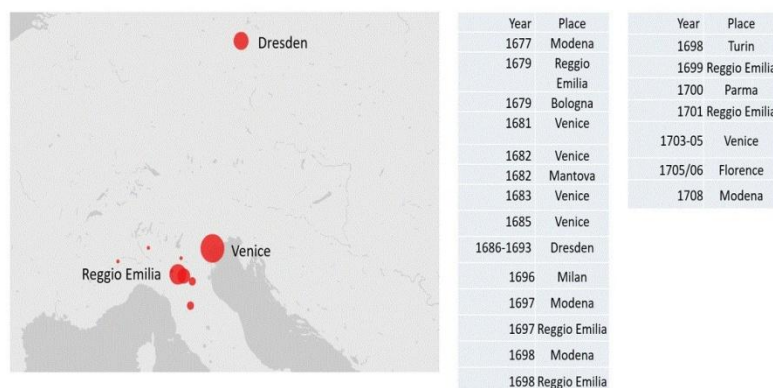 Dresden
Venice
Reggio Emilia
Year Place
1677 Modena
1679 Reggio
Emilia
1679 Bologna
1681 Venice
1682 Venice
1682 Mantova
1683 Venice
1685 Venice
1686-1693 Dresden
1696 Milan
1697 Modena
1697 Reggio Emilia
1698 Modena
1698 Reggio Emilia
Year Place
1698 Turin
1699 Reggio Emilia
1700 Parma
1701 Reggio Emilia
1703-05 Venice
1705/06 Florence
1708 Modena